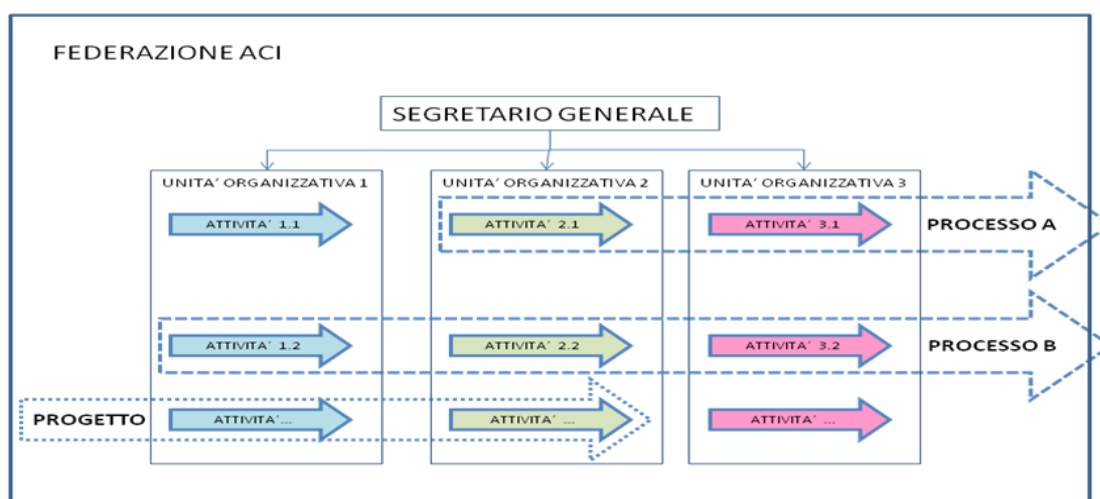 FEDERAZIONE ACI
SEGRETARIO GENERALE
UNITA´ ORGANIZZATIVA 1
UNITA´ ORGANIZZATIVA 2
UNITA´ ORGANIZZATIVA 3
ATTIVITA´ 1.1
ATTIVITA´ 2.1
ATTIVITA´ 3.1
PROCESSO A
ATTIVITA´ 1.2
ATTIVITA´ 2.2
ATTIVITA´ 3.2
PROCESSO B
PROGETTO
ATTIVITA´...
ATTIVITA´ ...
ATTIVITA´ ...